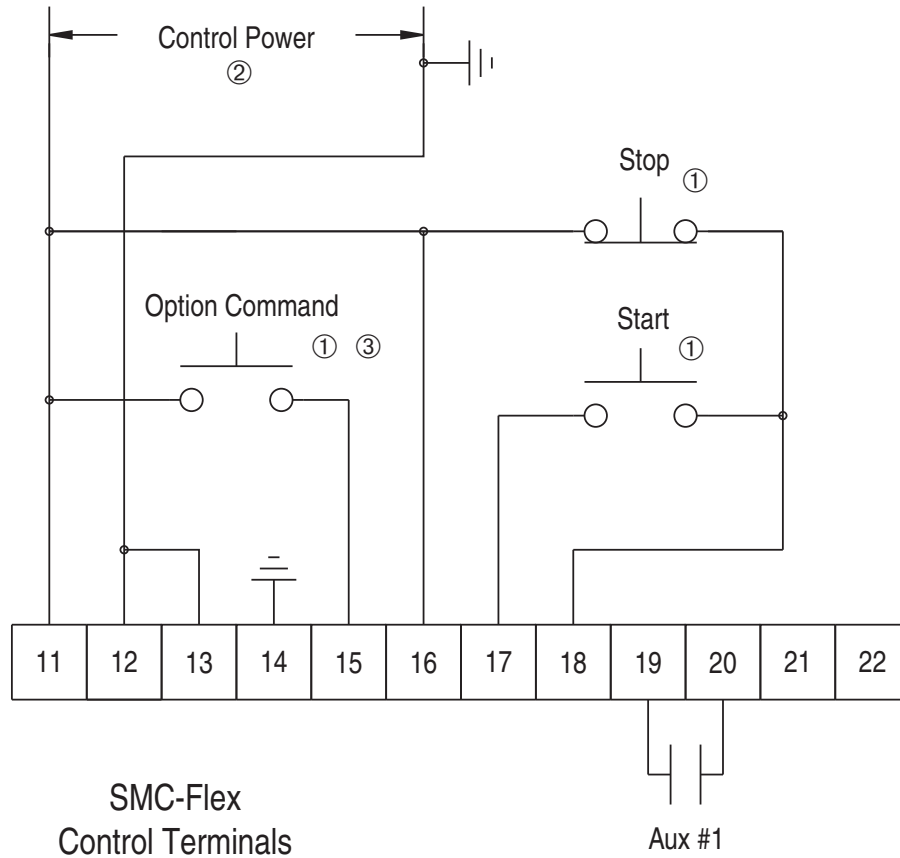 Control Power
②
Stop ①
Option Command
① ③
Start ①
11 12 13 14 15 16 17 18 19 20 21 22
SMC-Flex
Control Terminals
Aux #1